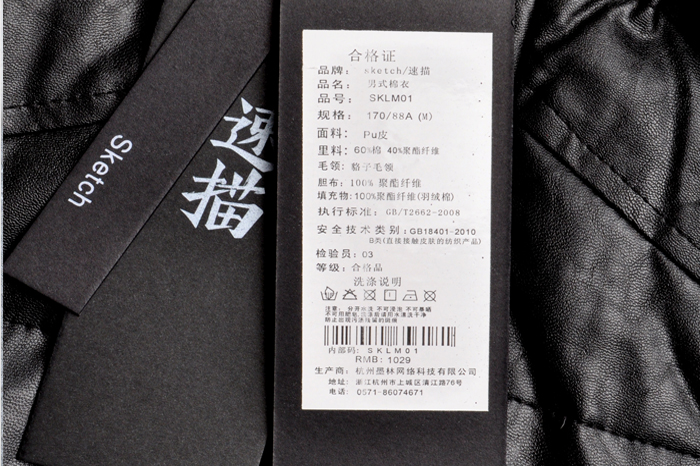 Sketch
速描
合格证
品牌: sketch/速描
品名: 男式棉衣
品号: SKLM01
规格: 170/88A (M)
面料: Pu皮
里料: 60%棉 40%聚酯纤维
毛领: 貉子毛领
胆布: 100% 聚酯纤维
填充物: 100%聚酯纤维(羽绒棉)
执行标准: GB/T2662-2008
安全技术类别: GB18401-2010
B类(直接接触皮肤的纺织产品)
检验员: 03
等级: 合格品
洗涤说明
不可用肥皂
内部码: SKLM01
RMB: 1029
生产商: 杭州墨林网络科技有限公司
地址: 浙江杭州市上城区清江路76号
电话: 0571-86074671